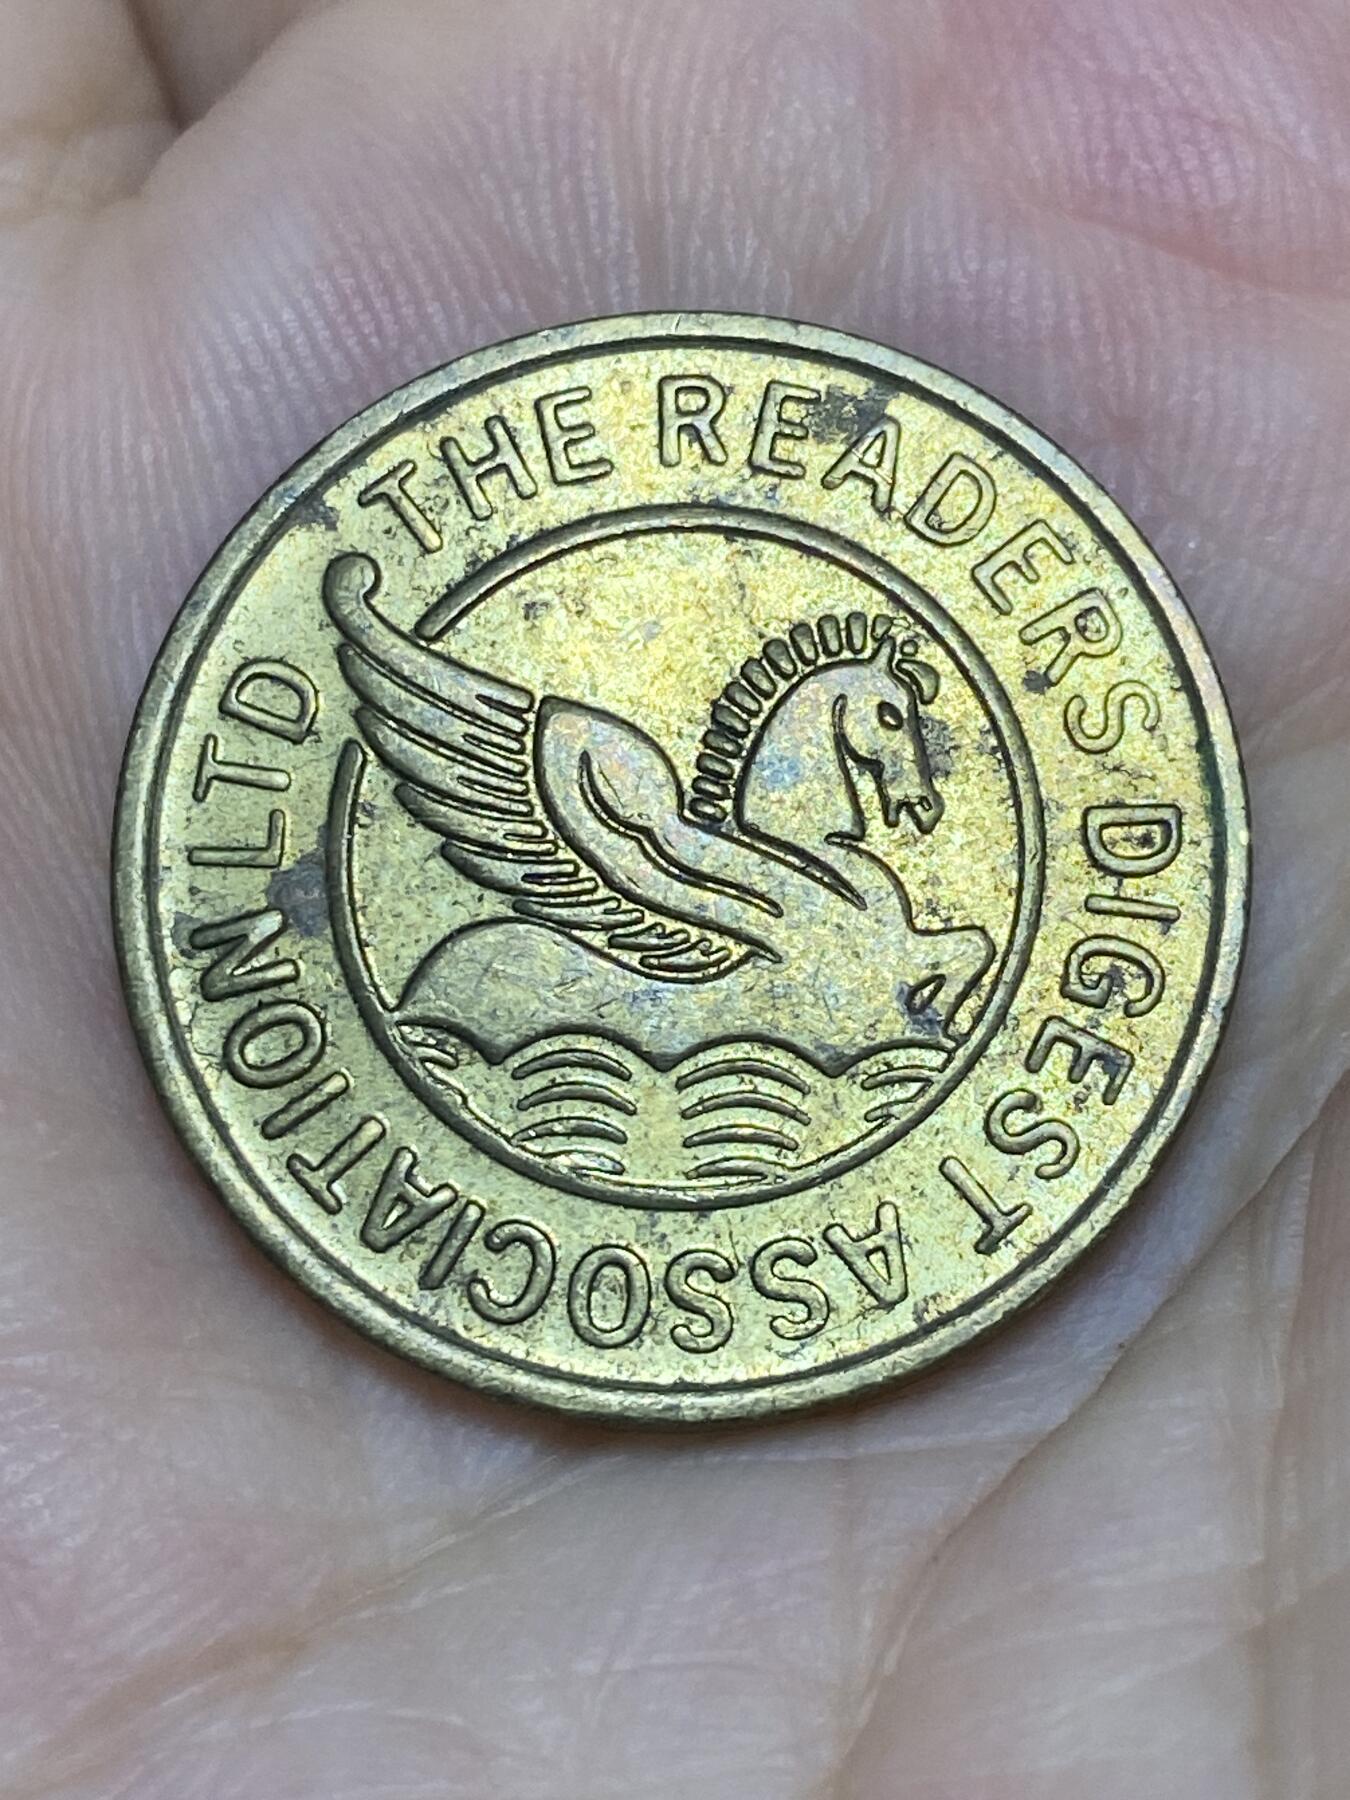 THE READERS DIGEST ASSOCIATION LTD